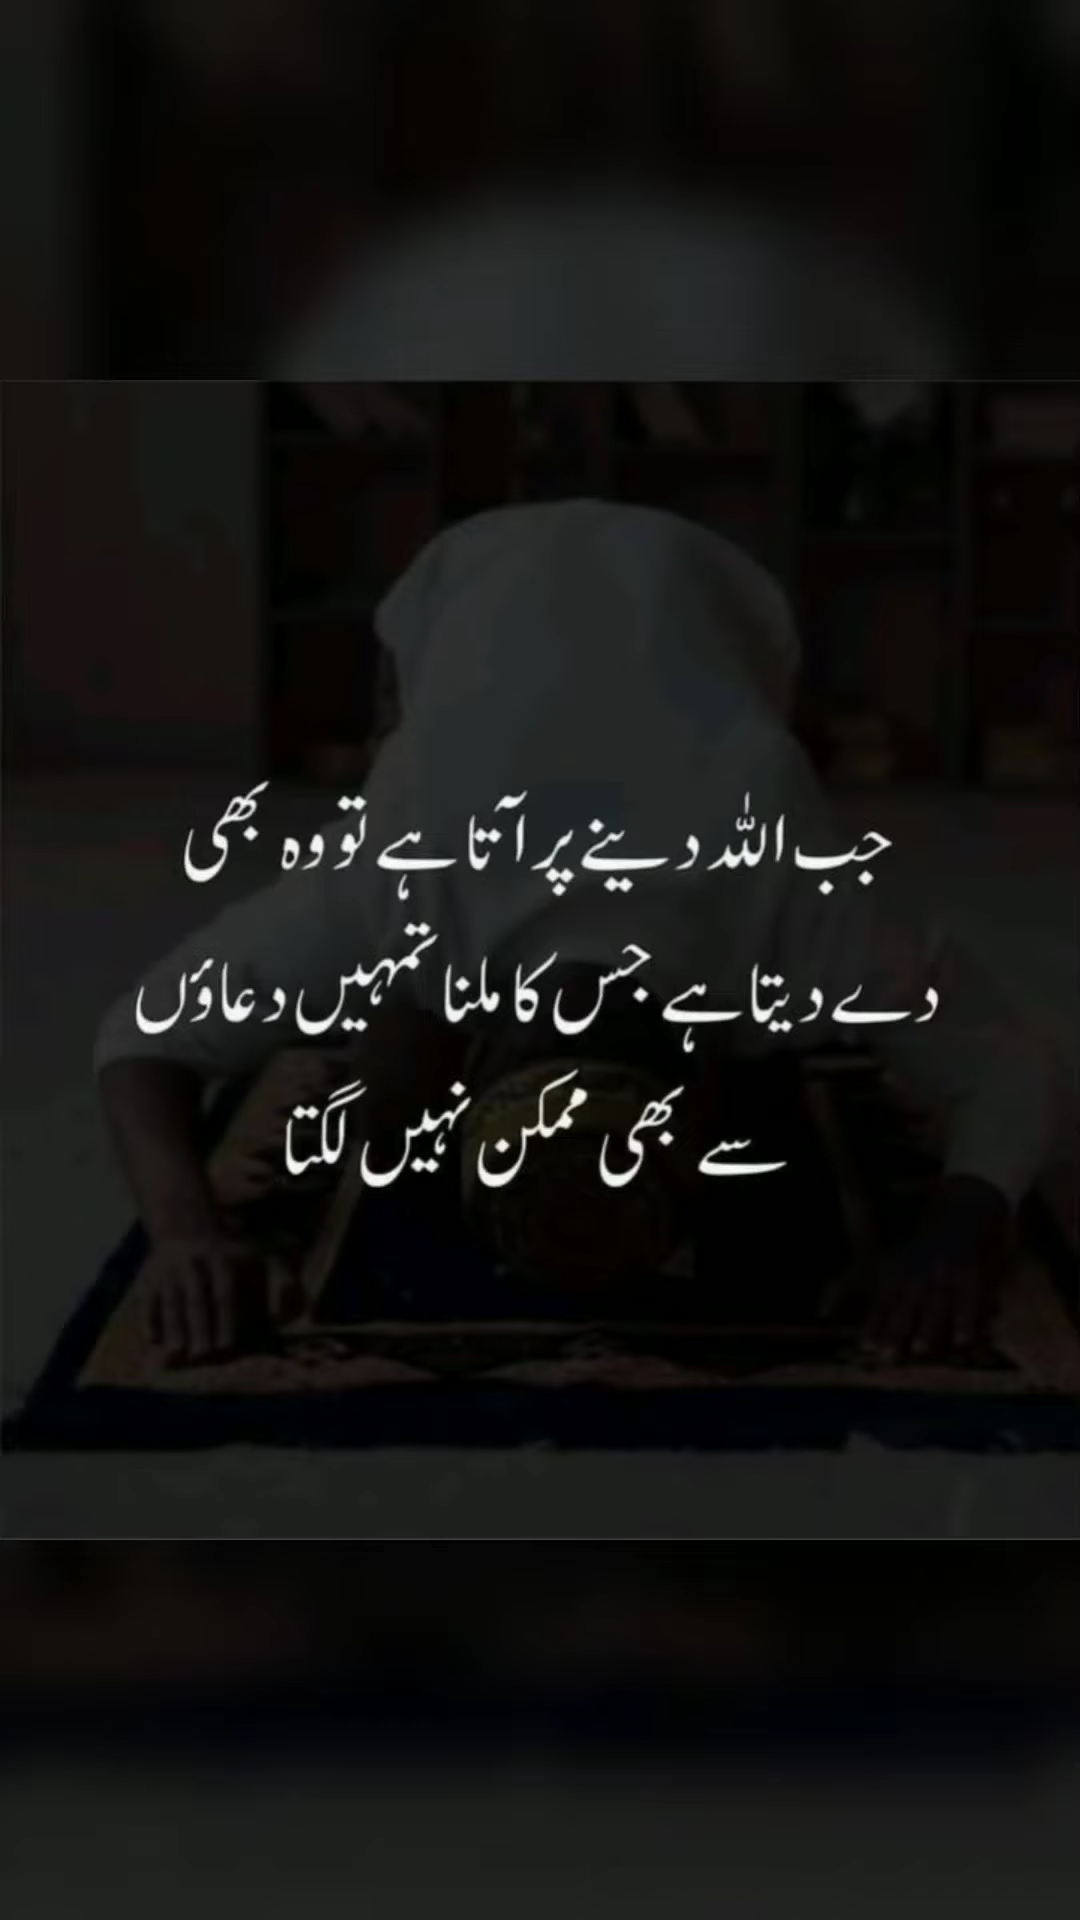 جب اللہ دینے پر آتا ہے تو وہ بھی
دے دیتا ہے جس کا ملنا تمہیں دعاؤں
سے بھی ممکن نہیں لگتا